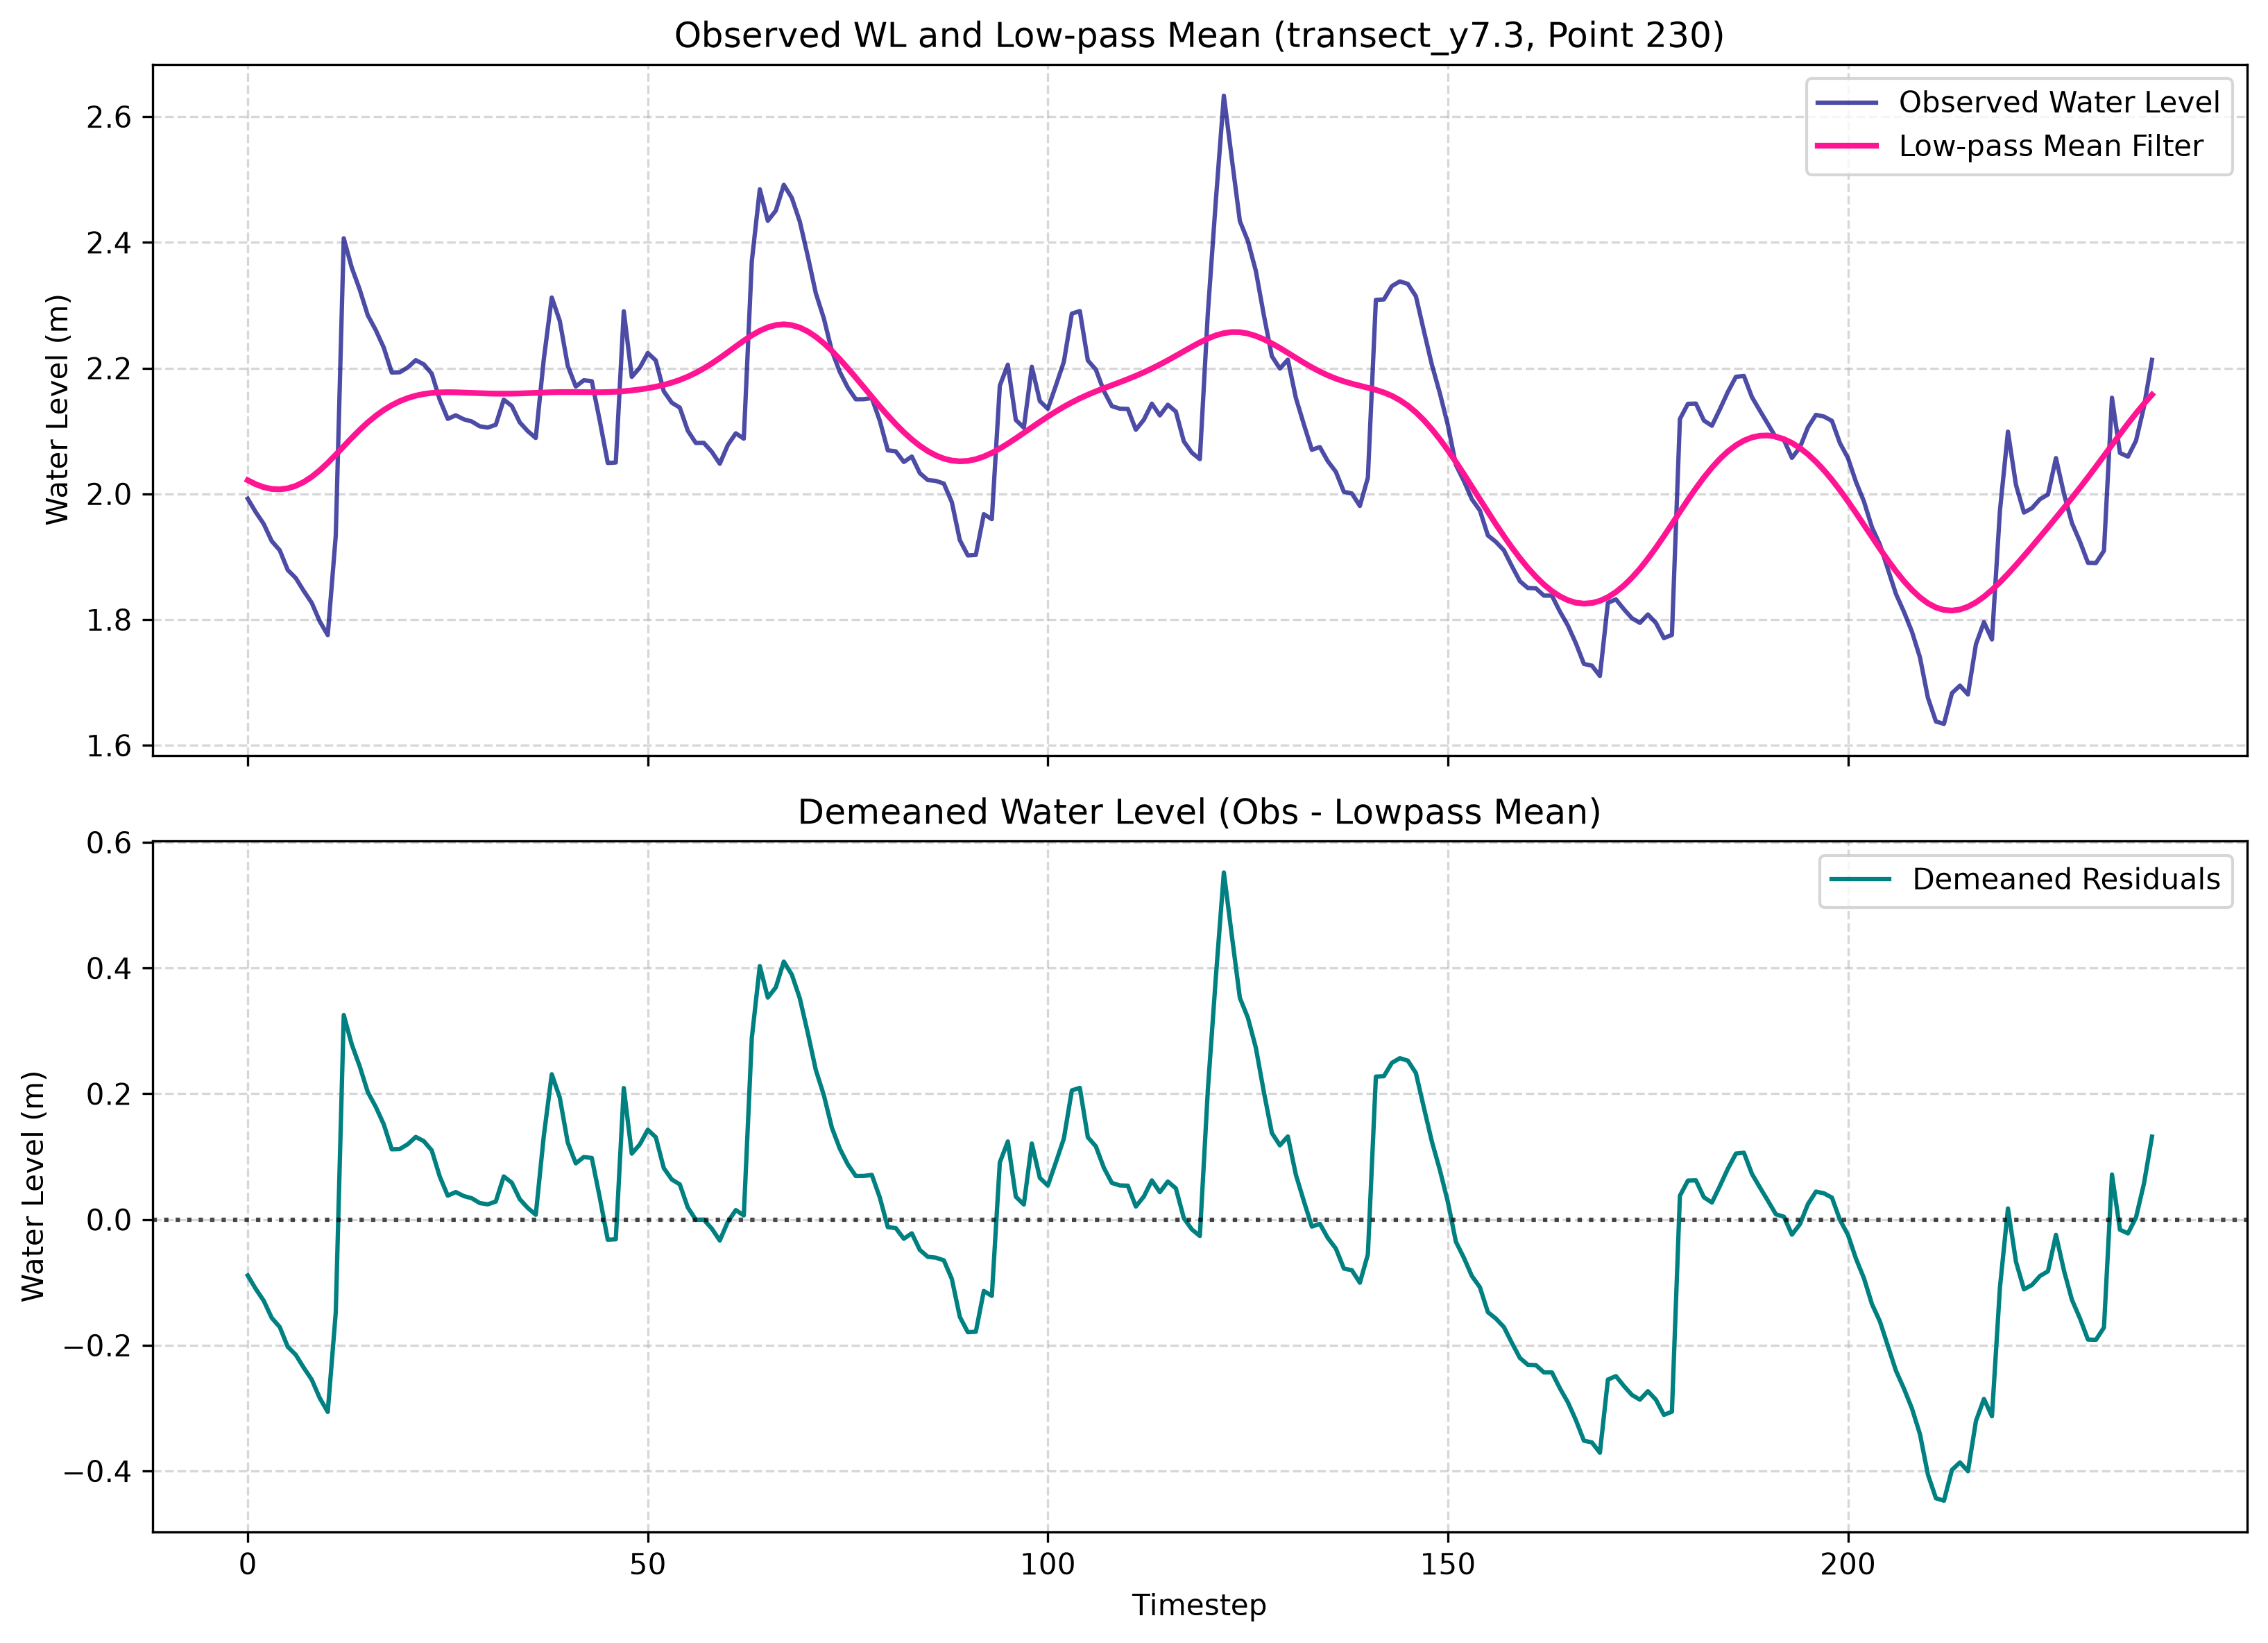 Observed WL and Low-pass Mean (transect_y7.3, Point 230)
Water Level (m)
2.6
2.4
2.2
2.0
1.8
1.6
Observed Water Level
Low-pass Mean Filter
Demeaned Water Level (Obs - Lowpass Mean)
Water Level (m)
0.6
0.4
0.2
0.0
−0.2
−0.4
Demeaned Residuals
0 50 100 150 200
Timestep